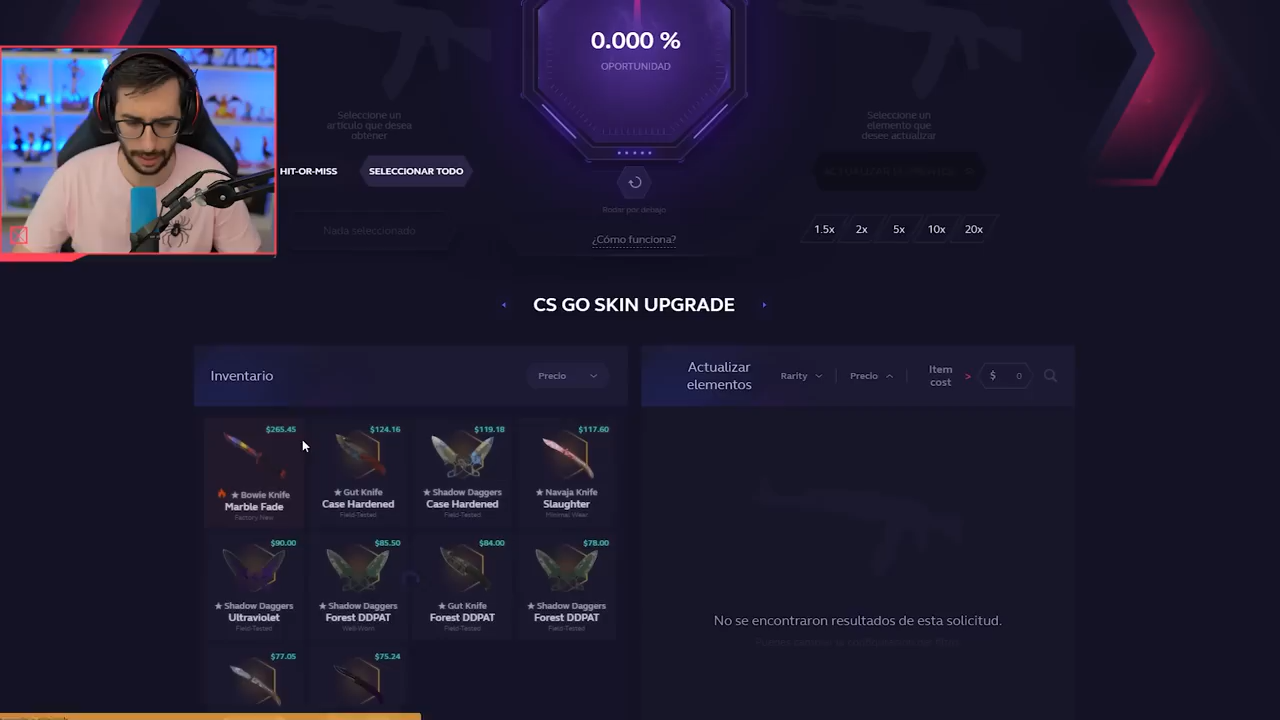 0.000 %
OPORTUNIDAD
Seleccione un
artículo que desea
obtener
Seleccione un
elemento que
desee actualizar
HIT-OR-MISS
SELECCIONAR TODO
Rodar por debajo
Nada seleccionado
¿Cómo funciona?
1.5x
2x
5x
10x
20x
CS GO SKIN UPGRADE
Inventario
Precio
Actualizar
elementos
Rarity
Precio
Item
cost
>
$
0
$265.45
★ Bowie Knife
Marble Fade
Factory New
$124.16
★ Gut Knife
Case Hardened
Field-Tested
$119.18
★ Shadow Daggers
Case Hardened
Field-Tested
$117.60
★ Navaja Knife
Slaughter
Minimal Wear
$90.00
★ Shadow Daggers
Ultraviolet
Field-Tested
$85.50
★ Shadow Daggers
Forest DDPAT
Well-Worn
$84.00
★ Gut Knife
Forest DDPAT
Field-Tested
$78.00
★ Shadow Daggers
Forest DDPAT
Field-Tested
$77.05
$75.24
No se encontraron resultados de esta solicitud.